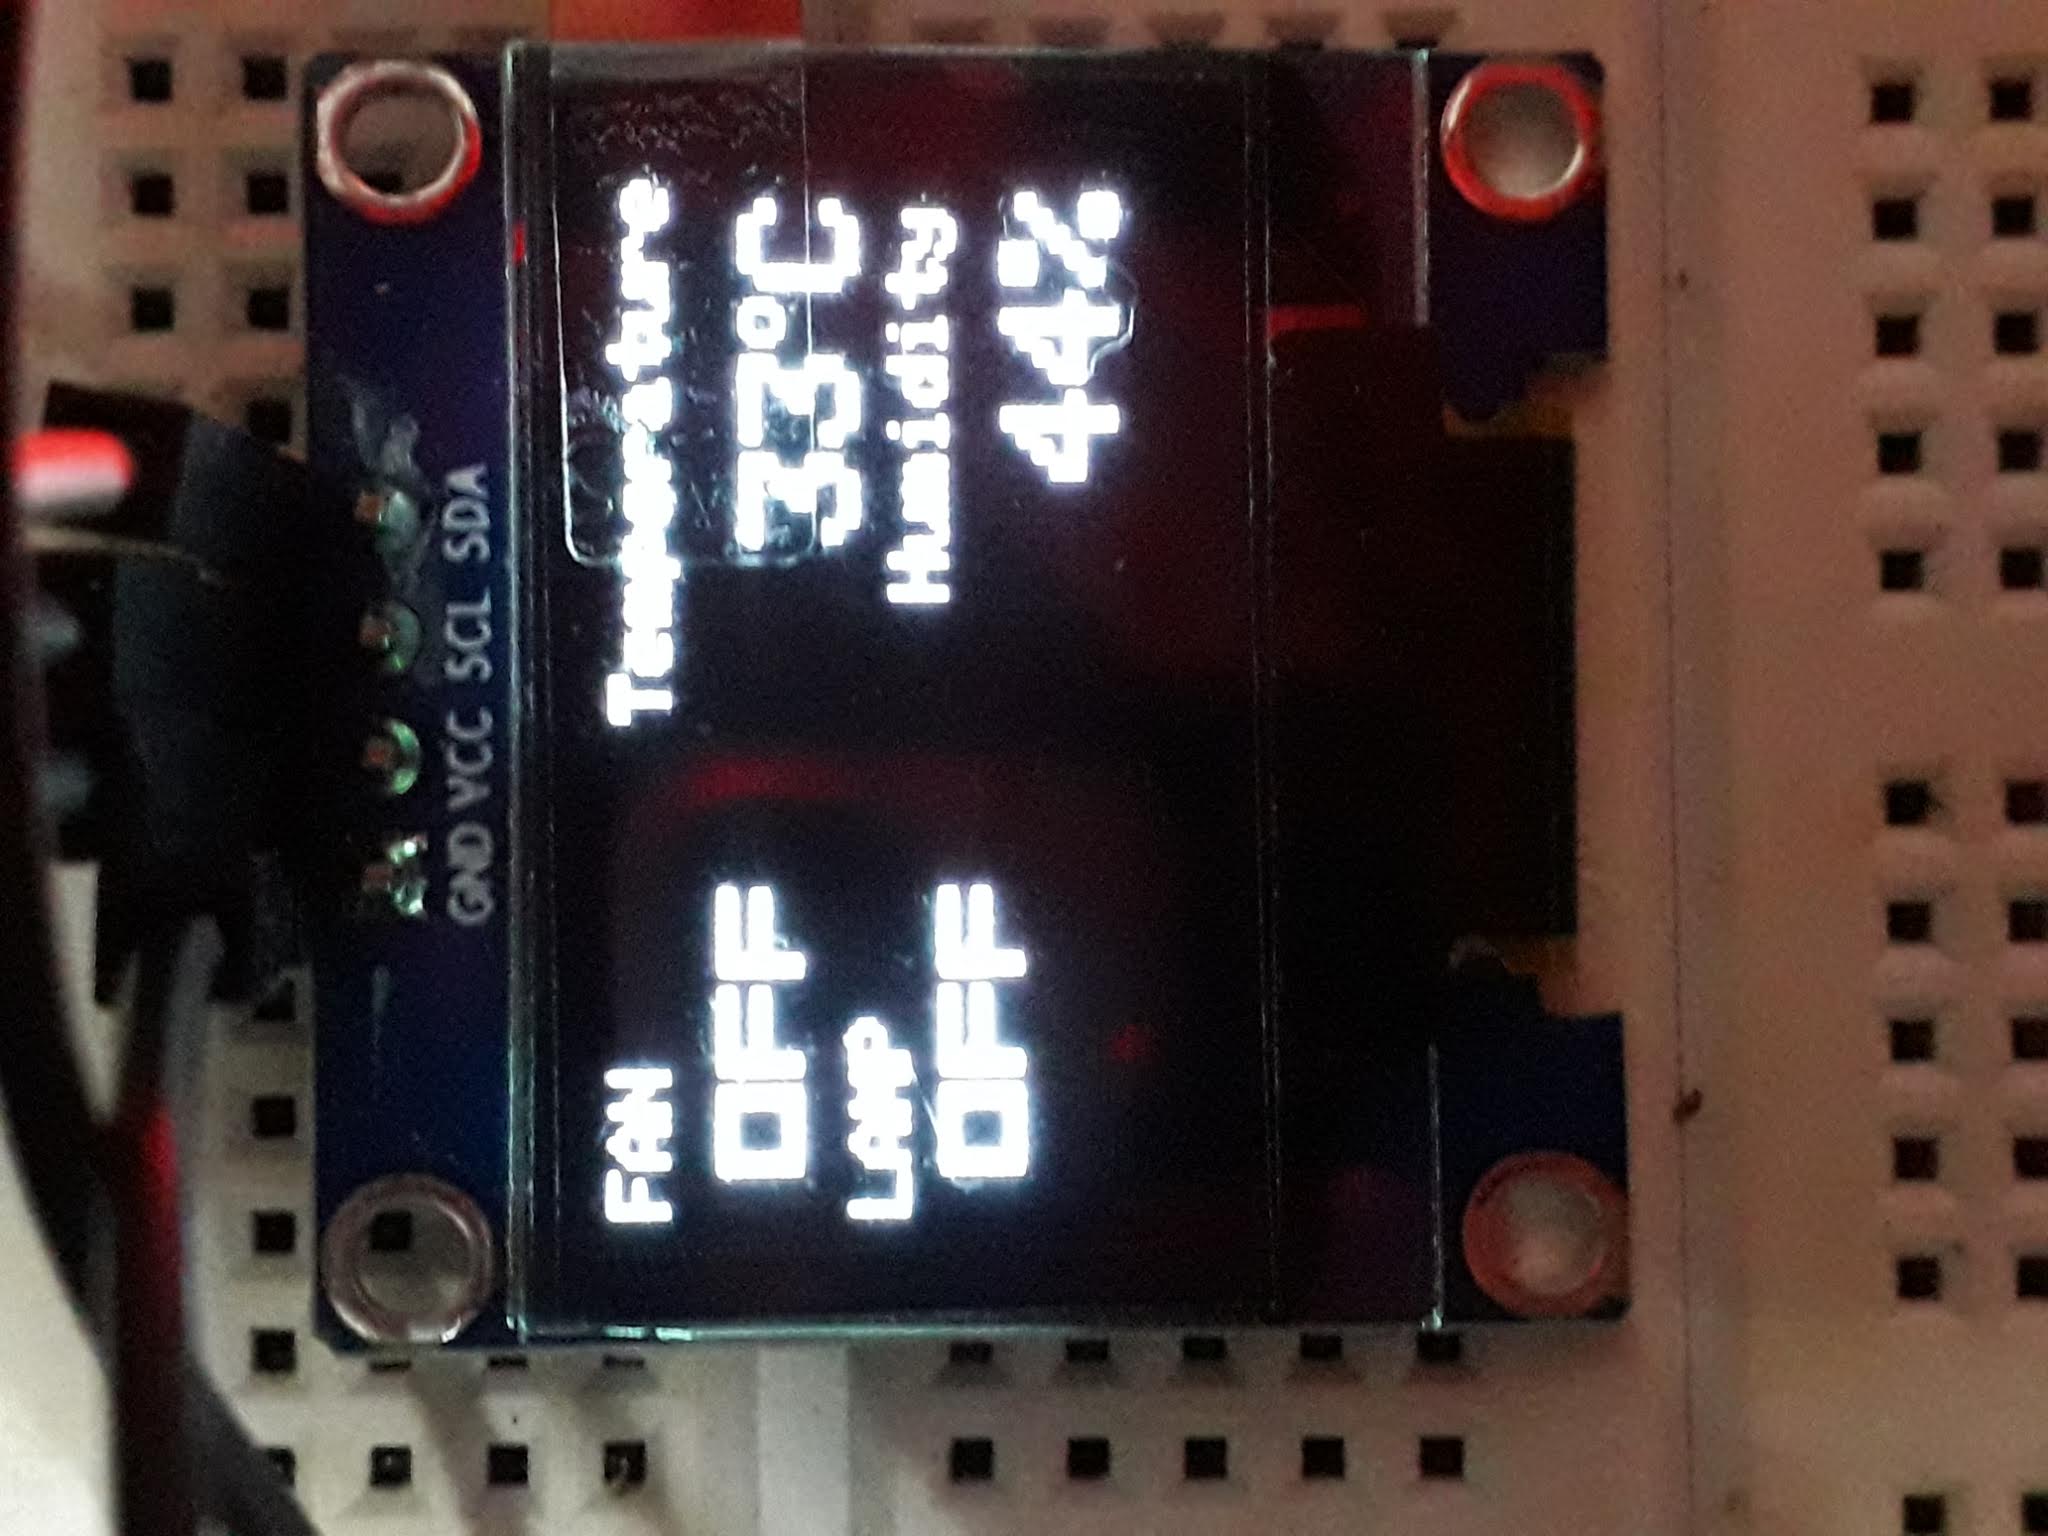 GND VCC SCL SDA
FAN
OFF
LAMP
OFF
Temperature
33°C
Humidity
44%